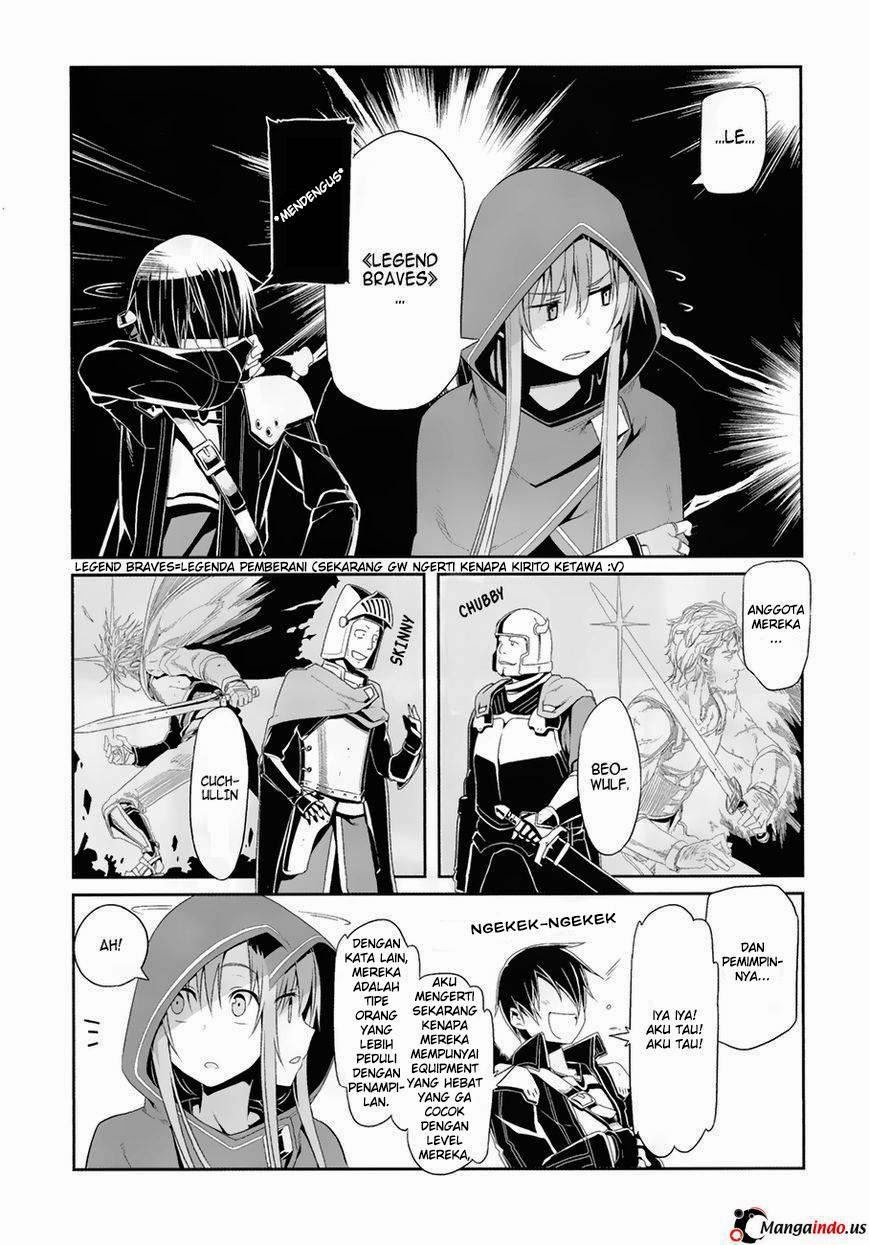 ...LE...
《LEGEND
BRAVES》
...
*MENDENGUS*
LEGEND BRAVES=LEGENDA PEMBERANI (SEKARANG GW NGERTI KENAPA KIRITO KETAWA :V)
ANGGOTA
MEREKA
...
CHUBBY
BEO-
WULF.
SKINNY
CUCH-
ULLIN
DAN
PEMIMPIN-
NYA...
IYA IYA!
AKU TAU!
AKU TAU!
NGEKEK-NGEKEK
AKU
MENGERTI
SEKARANG
KENAPA
MEREKA
MEMPUNYAI
EQUIPMENT
YANG HEBAT
YANG GA
COCOK
DENGAN
LEVEL
MEREKA,
DENGAN
KATA LAIN,
MEREKA
ADALAH
TIPE
ORANG
YANG
LEBIH
PEDULI
DENGAN
PENAMPI-
LAN.
AH!
Mangaindo.us